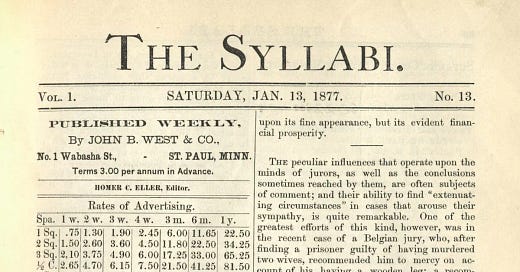 THE SYLLABI.
VOL. 1. SATURDAY, JAN. 13, 1877. No. 13.
PUBLISHED WEEKLY,
By JOHN B. WEST & CO.,
No. 1 Wabasha St., - ST. PAUL, MINN.
Terms 3.00 per annum in Advance.
HOMER C. ELLER, Editor.
Rates of Advertising.
Spa. 1 w. 2 w. 3 w. 4 w. 3 m. 6 m. 1 y.
1 Sq. .75 1.30 1.90 2.45 6.00 11.65 22.50
2 Sq. 1.50 2.60 3.60 4.50 11.80 22.50 34.25
3 Sq. 2.10 3.75 4.90 6.00 17.25 33.00 65.25
½ C. 2.65 4.70 6.15 7.50 21.50 41.25 81.50
upon its fine appearance, but its evident finan-
cial prosperity.
THE peculiar influences that operate upon the
minds of jurors, as well as the conclusions
sometimes reached by them, are often subjects
of comment; and their ability to find "extenuat-
ing circumstances" in cases that arouse their
sympathy, is quite remarkable. One of the
greatest efforts of this kind, however, was in
the recent case of a Belgian jury, who, after
finding a prisoner guilty of having murdered
two wives, recommended him to mercy on ac-
count of his having a wooden leg, a recom-